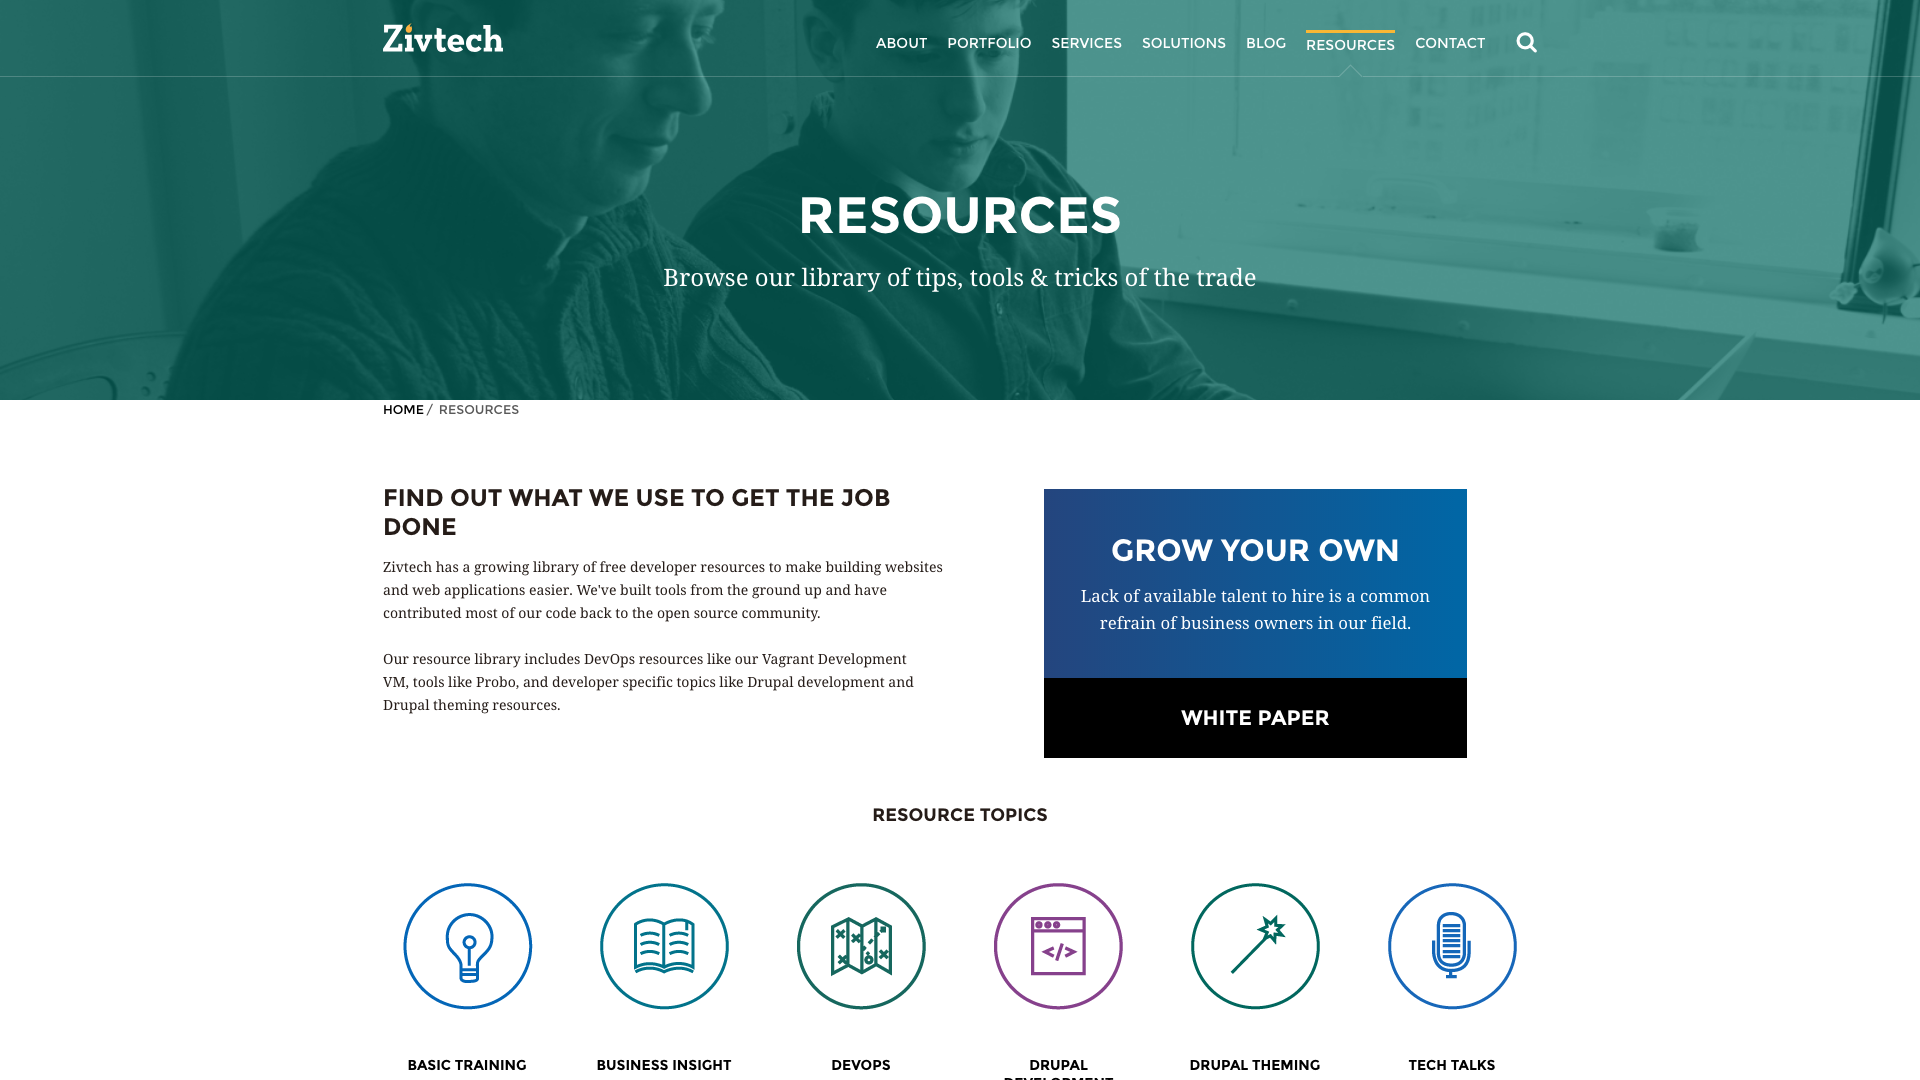 Zivtech
ABOUT PORTFOLIO SERVICES SOLUTIONS BLOG RESOURCES CONTACT
RESOURCES
Browse our library of tips, tools & tricks of the trade
HOME / RESOURCES
FIND OUT WHAT WE USE TO GET THE JOB
DONE
Zivtech has a growing library of free developer resources to make building websites
and web applications easier. We've built tools from the ground up and have
contributed most of our code back to the open source community.
Our resource library includes DevOps resources like our Vagrant Development
VM, tools like Probo, and developer specific topics like Drupal development and
Drupal theming resources.
GROW YOUR OWN
Lack of available talent to hire is a common
refrain of business owners in our field.
WHITE PAPER
RESOURCE TOPICS
</>
BASIC TRAINING
BUSINESS INSIGHT
DEVOPS
DRUPAL
DEVELOPMENT
DRUPAL THEMING
TECH TALKS